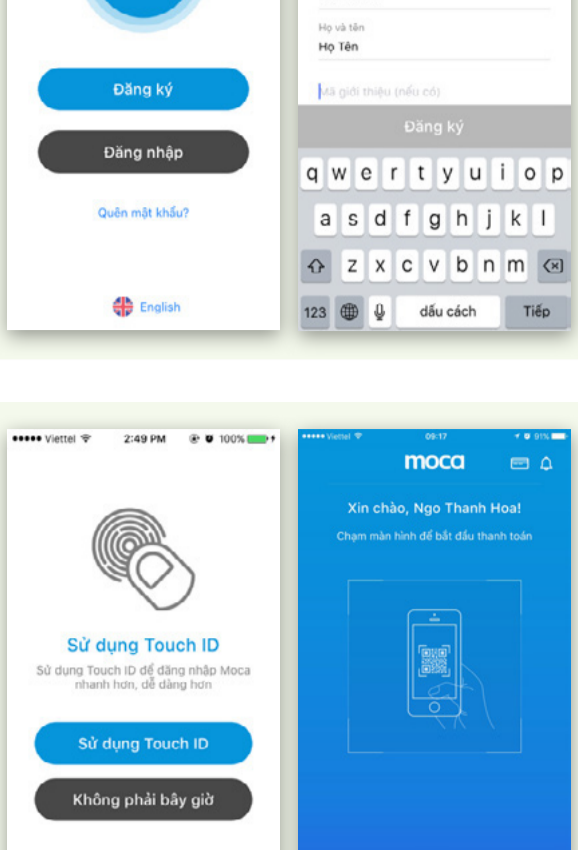 Đăng ký
Đăng nhập
Quên mật khẩu?
English
Họ và tên
Họ Tên
Mã giới thiệu (nếu có)
Đăng ký
q w e r t y u i o p
a s d f g h j k l
z x c v b n m
123 dấu cách Tiếp
Viettel 2:49 PM 100%
Sử dụng Touch ID
Sử dụng Touch ID để đăng nhập Moca
nhanh hơn, dễ dàng hơn
Sử dụng Touch ID
Không phải bây giờ
Viettel 09:17 91%
moca
Xin chào, Ngo Thanh Hoa!
Chạm màn hình để bắt đầu thanh toán